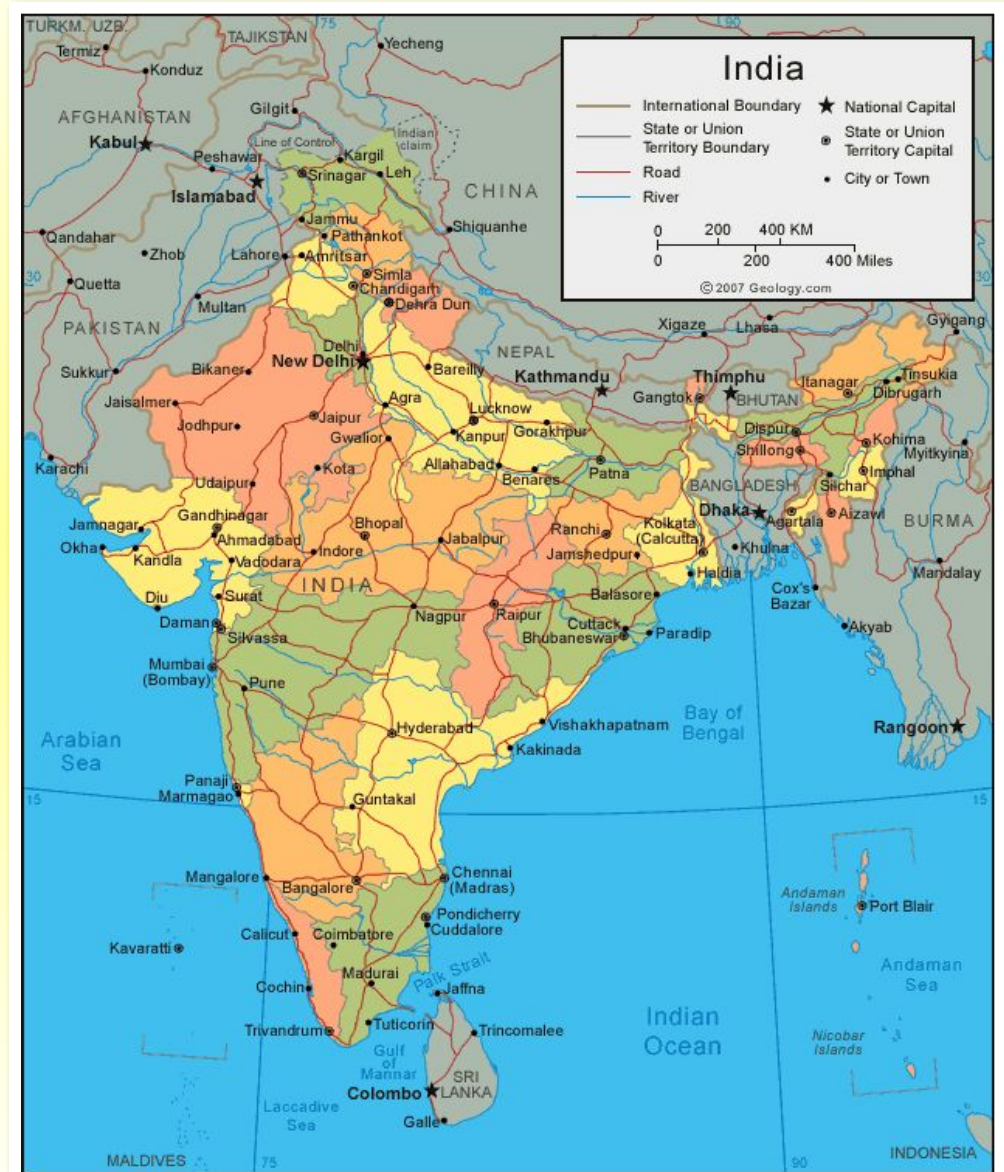 75
90
TURKM.
UZB.
TAJIKISTAN
Termiz
Yecheng
Konduz
India
International Boundary
National Capital
State or Union
Territory Boundary
State or Union
Territory Capital
Road
City or Town
River
0 200 400 KM
0 200 400 Miles
© 2007 Geology.com
AFGHANISTAN
Gilgit
Kabul
Line of Control
Indian
claim
Peshawar
Kargil
Srinagar
Leh
Islamabad
CHINA
Jammu
Shiquanhe
Qandahar
Pathankot
Zhob
Lahore
Amritsar
Simla
Quetta
Chandigarh
30
30
Multan
Dehra Dun
PAKISTAN
Xigaze
Lhasa
Gyigang
Delhi
New Delhi
NEPAL
Sukkur
Bikaner
Bareilly
Kathmandu
Thimphu
Itanagar
Tinsukia
Dibrugarh
Gangtok
BHUTAN
Jaisalmer
Agra
Jaipur
Lucknow
Jodhpur
Gwalior
Kanpur
Gorakhpur
Dispur
Kohima
Karachi
Kota
Allahabad
Patna
Shillong
Myitkyina
Benares
Imphal
Udaipur
BANGLADESH
Silchar
Gandhinagar
Dhaka
Jamnagar
Bhopal
Ranchi
Kolkata
(Calcutta)
Agartala
Aizawl
BURMA
Ahmadabad
Okha
Indore
Jabalpur
Jamshedpur
Khulna
Kandla
Vadodara
Mandalay
INDIA
Haldia
Diu
Surat
Nagpur
Raipur
Balasore
Cox's
Bazar
Daman
Silvassa
Cuttack
Bhubaneswar
Paradip
Akyab
Mumbai
(Bombay)
Pune
Hyderabad
Vishakhapatnam
Bay of
Bengal
Rangoon
Arabian
Sea
Kakinada
Panaji
Marmagao
15
15
Guntakal
Mangalore
Bangalore
Chennai
(Madras)
Andaman
Islands
Port Blair
Pondicherry
Cuddalore
Calicut
Coimbatore
Kavaratti
Madurai
Palk Strait
Andaman
Sea
Cochin
Jaffna
Indian
Ocean
Trivandrum
Tuticorin
Trincomalee
Nicobar
Islands
Gulf
of
Mannar
Colombo
SRI
LANKA
Laccadive
Sea
Galle
MALDIVES
75
90
INDONESIA